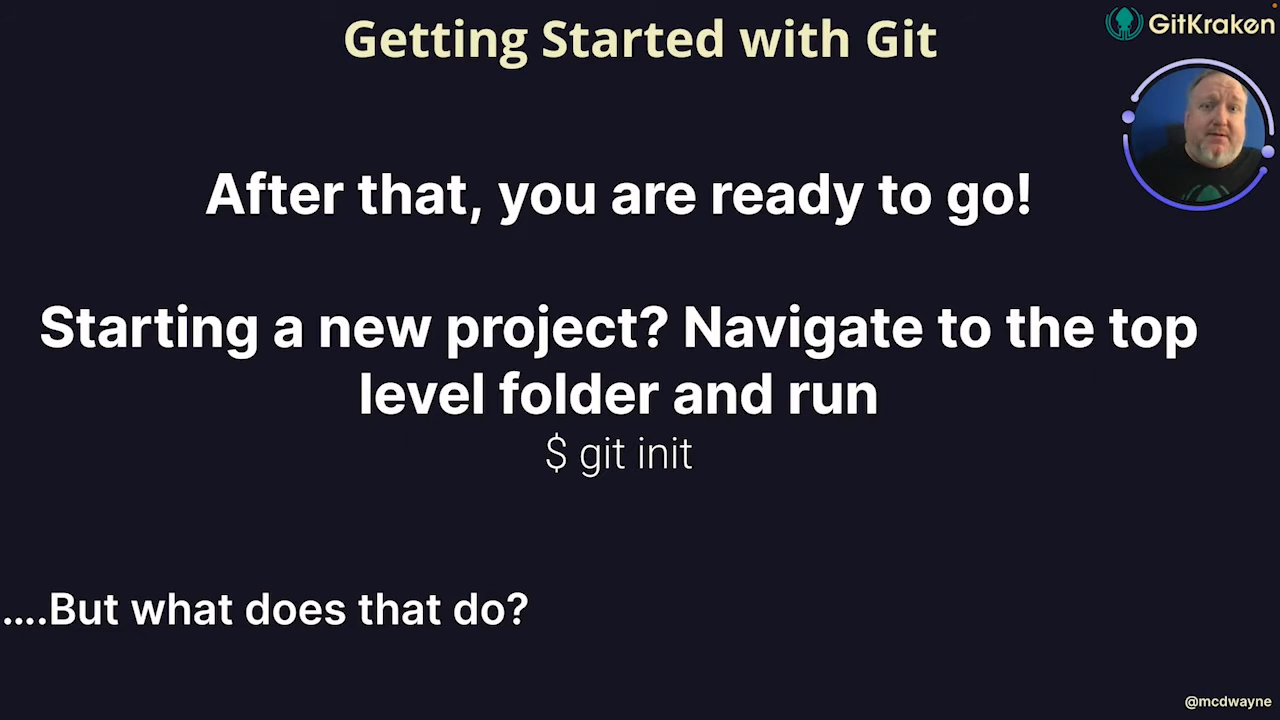 Getting Started with Git
GitKraken
After that, you are ready to go!
Starting a new project? Navigate to the top
level folder and run
$ git init
....But what does that do?
@mcdwayne